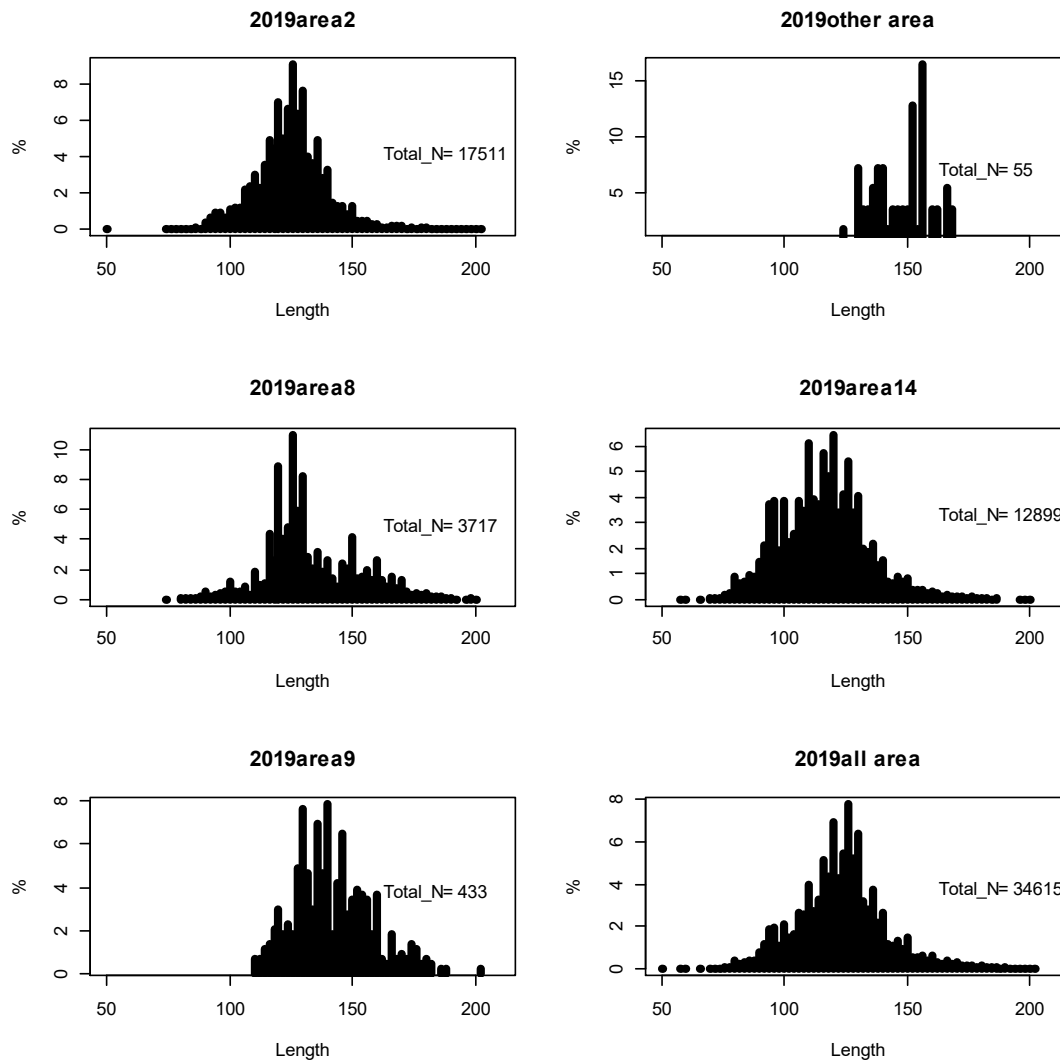 2019area2
%
8
6
4
2
0
Total_N= 17511
50 100 150 200
Length
2019other area
%
15
10
5
Total_N= 55
50 100 150 200
Length
2019area8
%
10
8
6
4
2
0
Total_N= 3717
50 100 150 200
Length
2019area14
%
6
5
4
3
2
1
0
Total_N= 12899
50 100 150 200
Length
2019area9
%
8
6
4
2
0
Total_N= 433
50 100 150 200
Length
2019all area
%
8
6
4
2
0
Total_N= 34615
50 100 150 200
Length